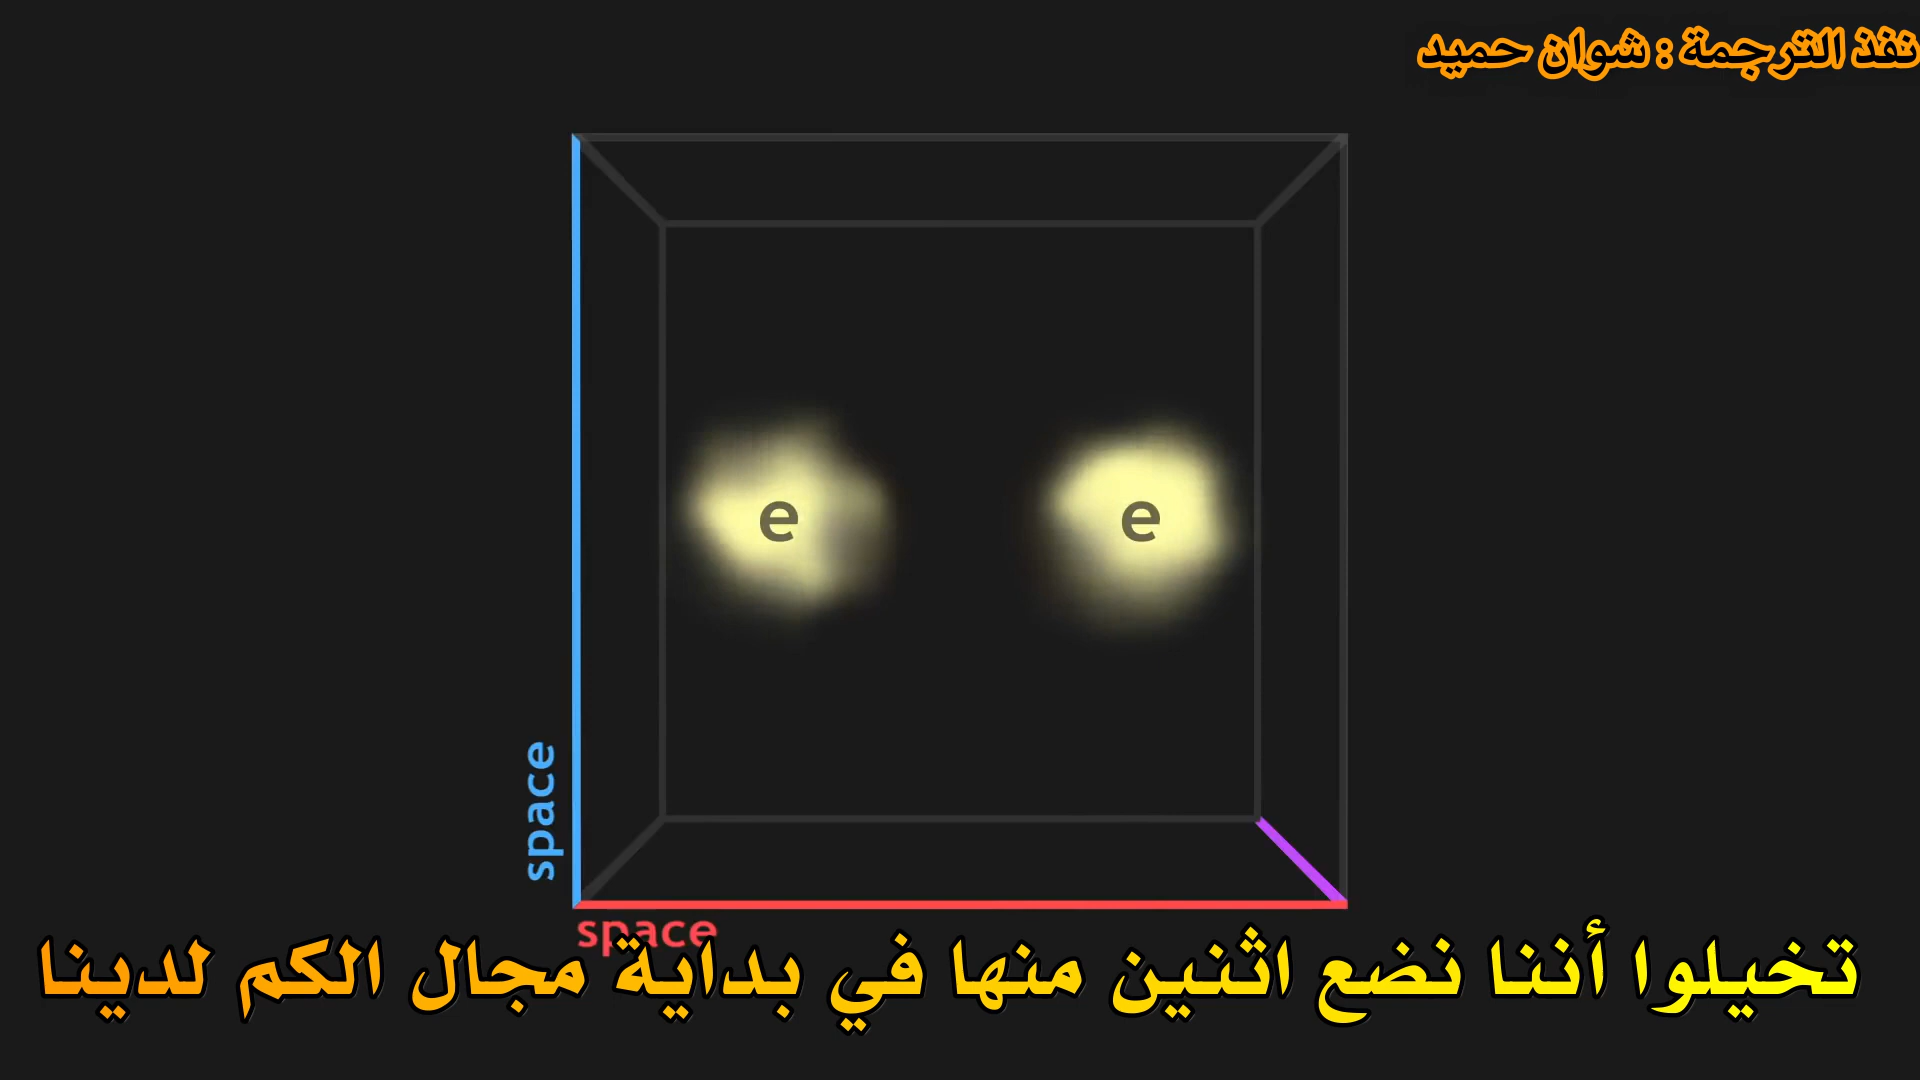 نفذ الترجمة : شوان حميد
e
e
space
space
تخيلوا أننا نضع اثنين منها في بداية مجال الكم لدينا